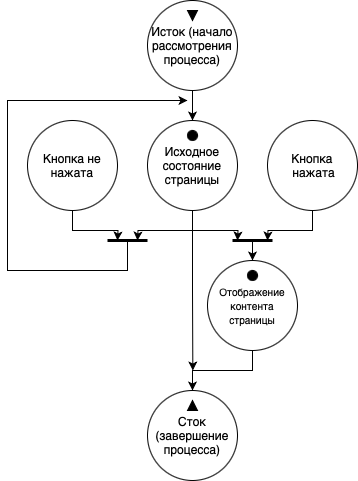 Исток (начало
рассмотрения
процесса)
Кнопка не
нажата
Исходное
состояние
страницы
Кнопка
нажата
Отображение
контента
страницы
Сток
(завершение
процесса)